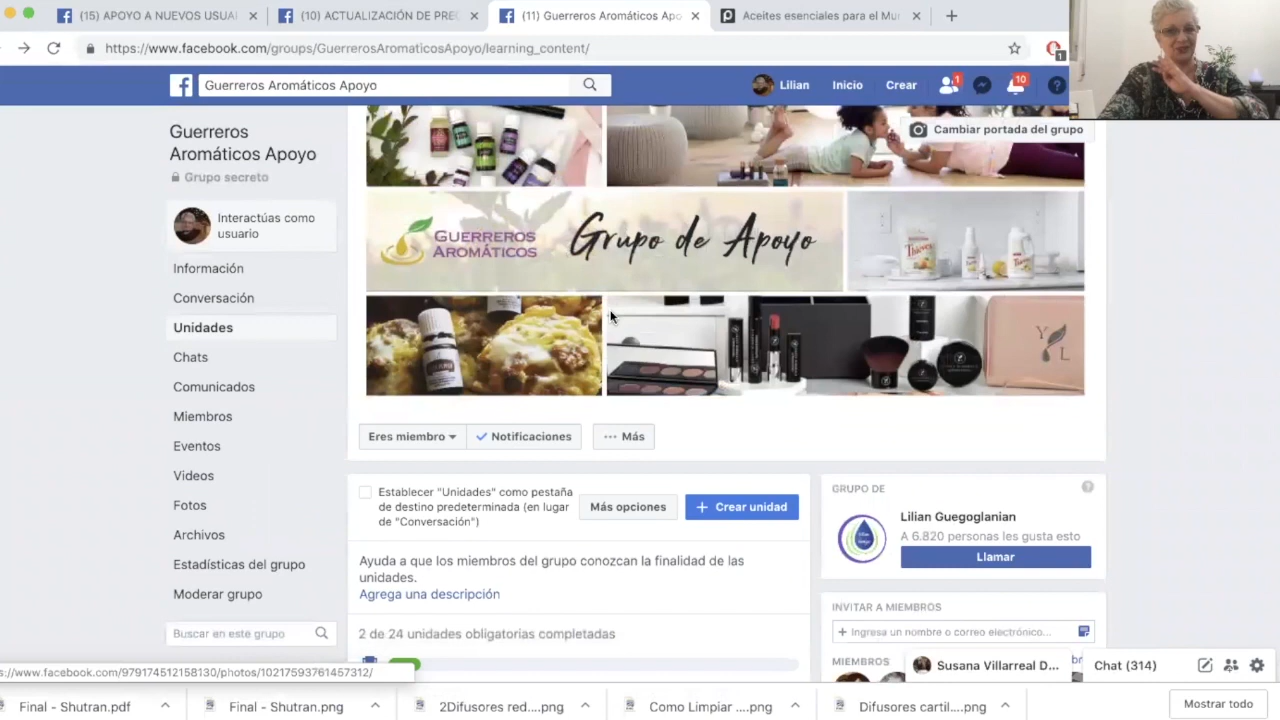 (15) APOYO A NUEVOS USUA
(10) ACTUALIZACIÓN DE PRE
(11) Guerreros Aromáticos Apo
Aceites esenciales para el Mun
https://www.facebook.com/groups/GuerrerosAromaticosApoyo/learning_content/
1
Guerreros Aromáticos Apoyo
Lilian
Inicio
Crear
1
10
Guerreros
Aromáticos Apoyo
Grupo secreto
Interactúas como
usuario
Información
Conversación
Unidades
Chats
Comunicados
Miembros
Eventos
Videos
Fotos
Archivos
Estadísticas del grupo
Moderar grupo
Buscar en este grupo
Cambiar portada del grupo
GUERREROS
AROMÁTICOS
Grupo de Apoyo
Thieves
Y
L
Eres miembro
Notificaciones
Más
Establecer "Unidades" como pestaña
de destino predeterminada (en lugar
de "Conversación")
Más opciones
+ Crear unidad
Ayuda a que los miembros del grupo conozcan la finalidad de las
unidades.
Agrega una descripción
2 de 24 unidades obligatorias completadas
GRUPO DE
Lilian Guegoglanian
A 6.820 personas les gusta esto
Llamar
INVITAR A MIEMBROS
+ Ingresa un nombre o correo electrónico...
MIEMBROS
Susana Villarreal D...
Chat (314)
s://www.facebook.com/979174512158130/photos/10217593761457312/
Final - Shutran.pdf
Final - Shutran.png
2Difusores red....png
Como Limpiar ....png
Difusores cartil....png
Mostrar todo